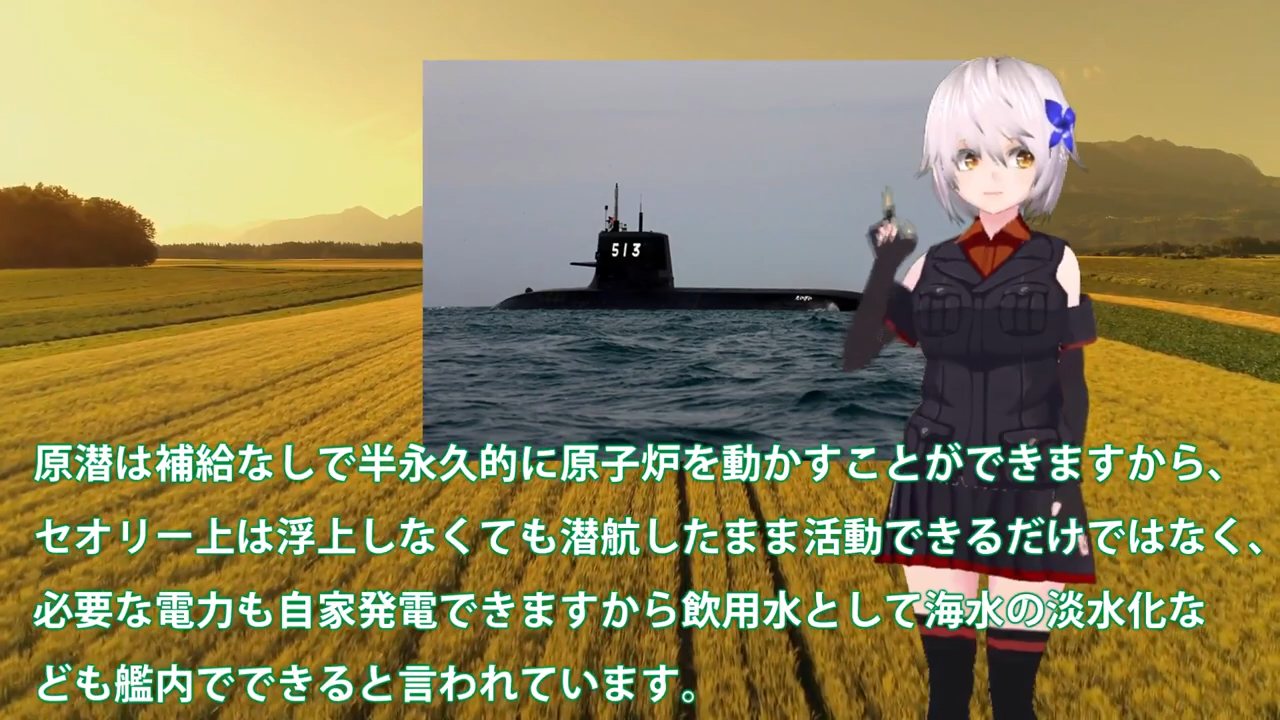 513
たいげい
原潜は補給なしで半永久的に原子炉を動かすことができますから、
セオリー上は浮上しなくても潜航したまま活動できるだけではなく、
必要な電力も自家発電できますから飲用水として海水の淡水化な
ども艦内でできると言われています。